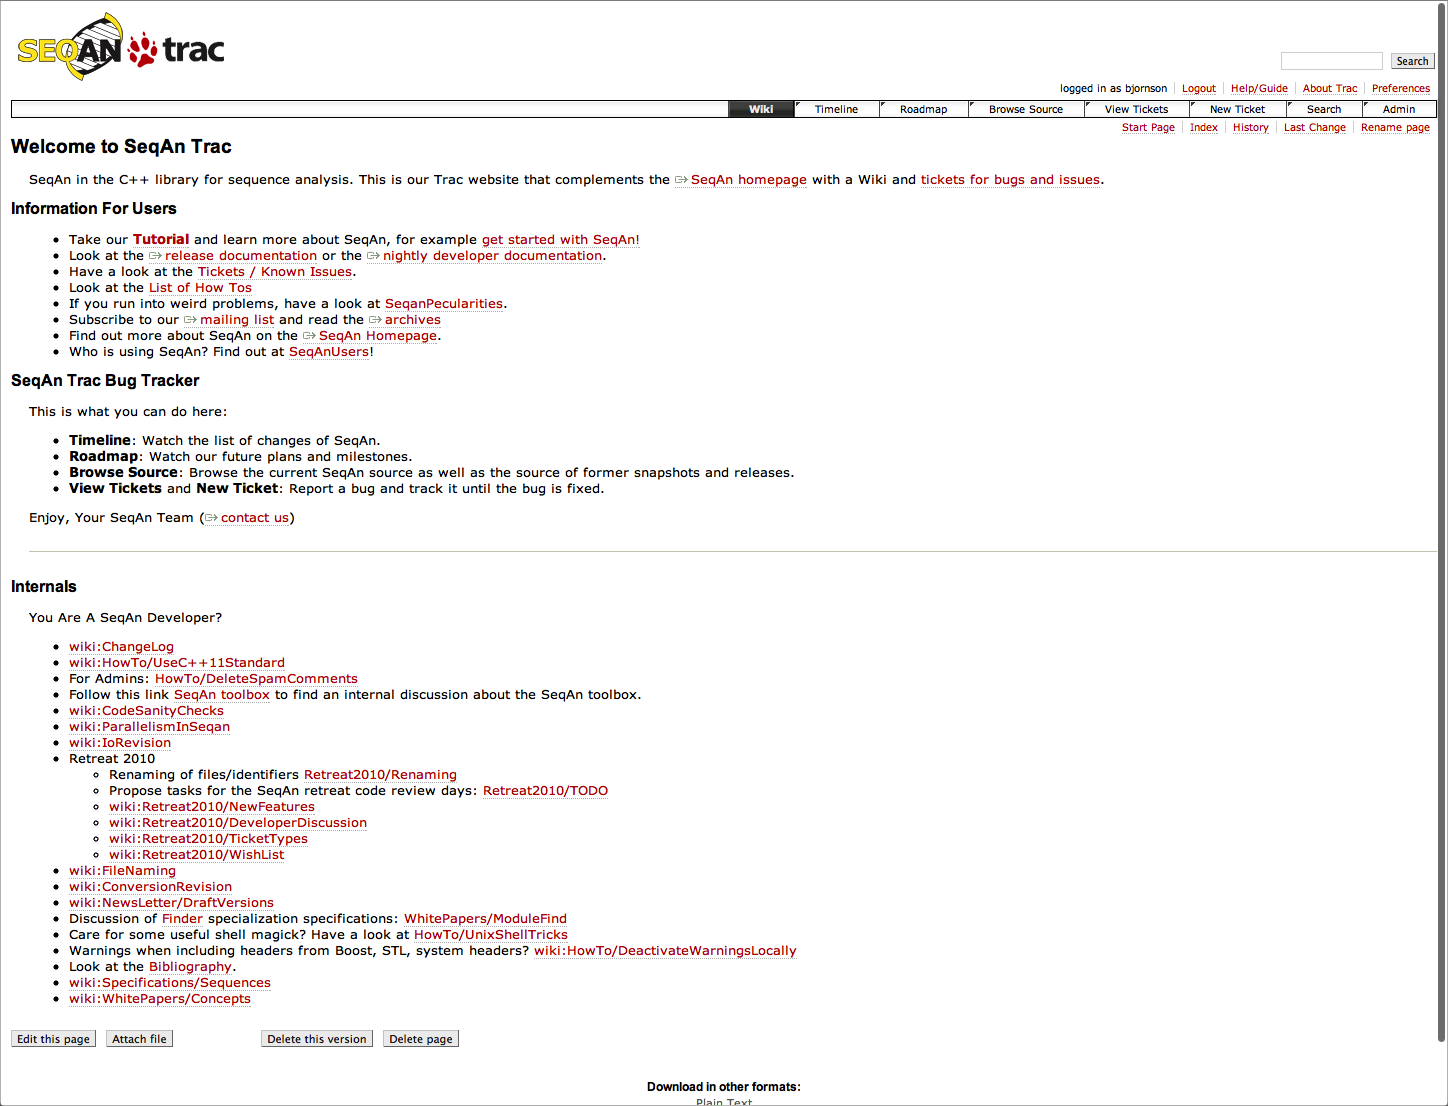 SEQAN trac
Search
logged in as bjornson Logout Help/Guide About Trac Preferences
Wiki Timeline Roadmap Browse Source View Tickets New Ticket Search Admin
Start Page Index History Last Change Rename page
Welcome to SeqAn Trac
SeqAn in the C++ library for sequence analysis. This is our Trac website that complements the SeqAn homepage with a Wiki and tickets for bugs and issues.
Information For Users
Take our Tutorial and learn more about SeqAn, for example get started with SeqAn!
Look at the release documentation or the nightly developer documentation.
Have a look at the Tickets / Known Issues.
Look at the List of How Tos
If you run into weird problems, have a look at SeqanPecularities.
Subscribe to our mailing list and read the archives
Find out more about SeqAn on the SeqAn Homepage.
Who is using SeqAn? Find out at SeqAnUsers!
SeqAn Trac Bug Tracker
This is what you can do here:
Timeline: Watch the list of changes of SeqAn.
Roadmap: Watch our future plans and milestones.
Browse Source: Browse the current SeqAn source as well as the source of former snapshots and releases.
View Tickets and New Ticket: Report a bug and track it until the bug is fixed.
Enjoy, Your SeqAn Team (contact us)
Internals
You Are A SeqAn Developer?
wiki:ChangeLog
wiki:HowTo/UseC++11Standard
For Admins: HowTo/DeleteSpamComments
Follow this link SeqAn toolbox to find an internal discussion about the SeqAn toolbox.
wiki:CodeSanityChecks
wiki:ParallelismInSeqan
wiki:IoRevision
Retreat 2010
Renaming of files/identifiers Retreat2010/Renaming
Propose tasks for the SeqAn retreat code review days: Retreat2010/TODO
wiki:Retreat2010/NewFeatures
wiki:Retreat2010/DeveloperDiscussion
wiki:Retreat2010/TicketTypes
wiki:Retreat2010/WishList
wiki:FileNaming
wiki:ConversionRevision
wiki:NewsLetter/DraftVersions
Discussion of Finder specialization specifications: WhitePapers/ModuleFind
Care for some useful shell magick? Have a look at HowTo/UnixShellTricks
Warnings when including headers from Boost, STL, system headers? wiki:HowTo/DeactivateWarningsLocally
Look at the Bibliography.
wiki:Specifications/Sequences
wiki:WhitePapers/Concepts
Edit this page Attach file Delete this version Delete page
Download in other formats:
Plain Text